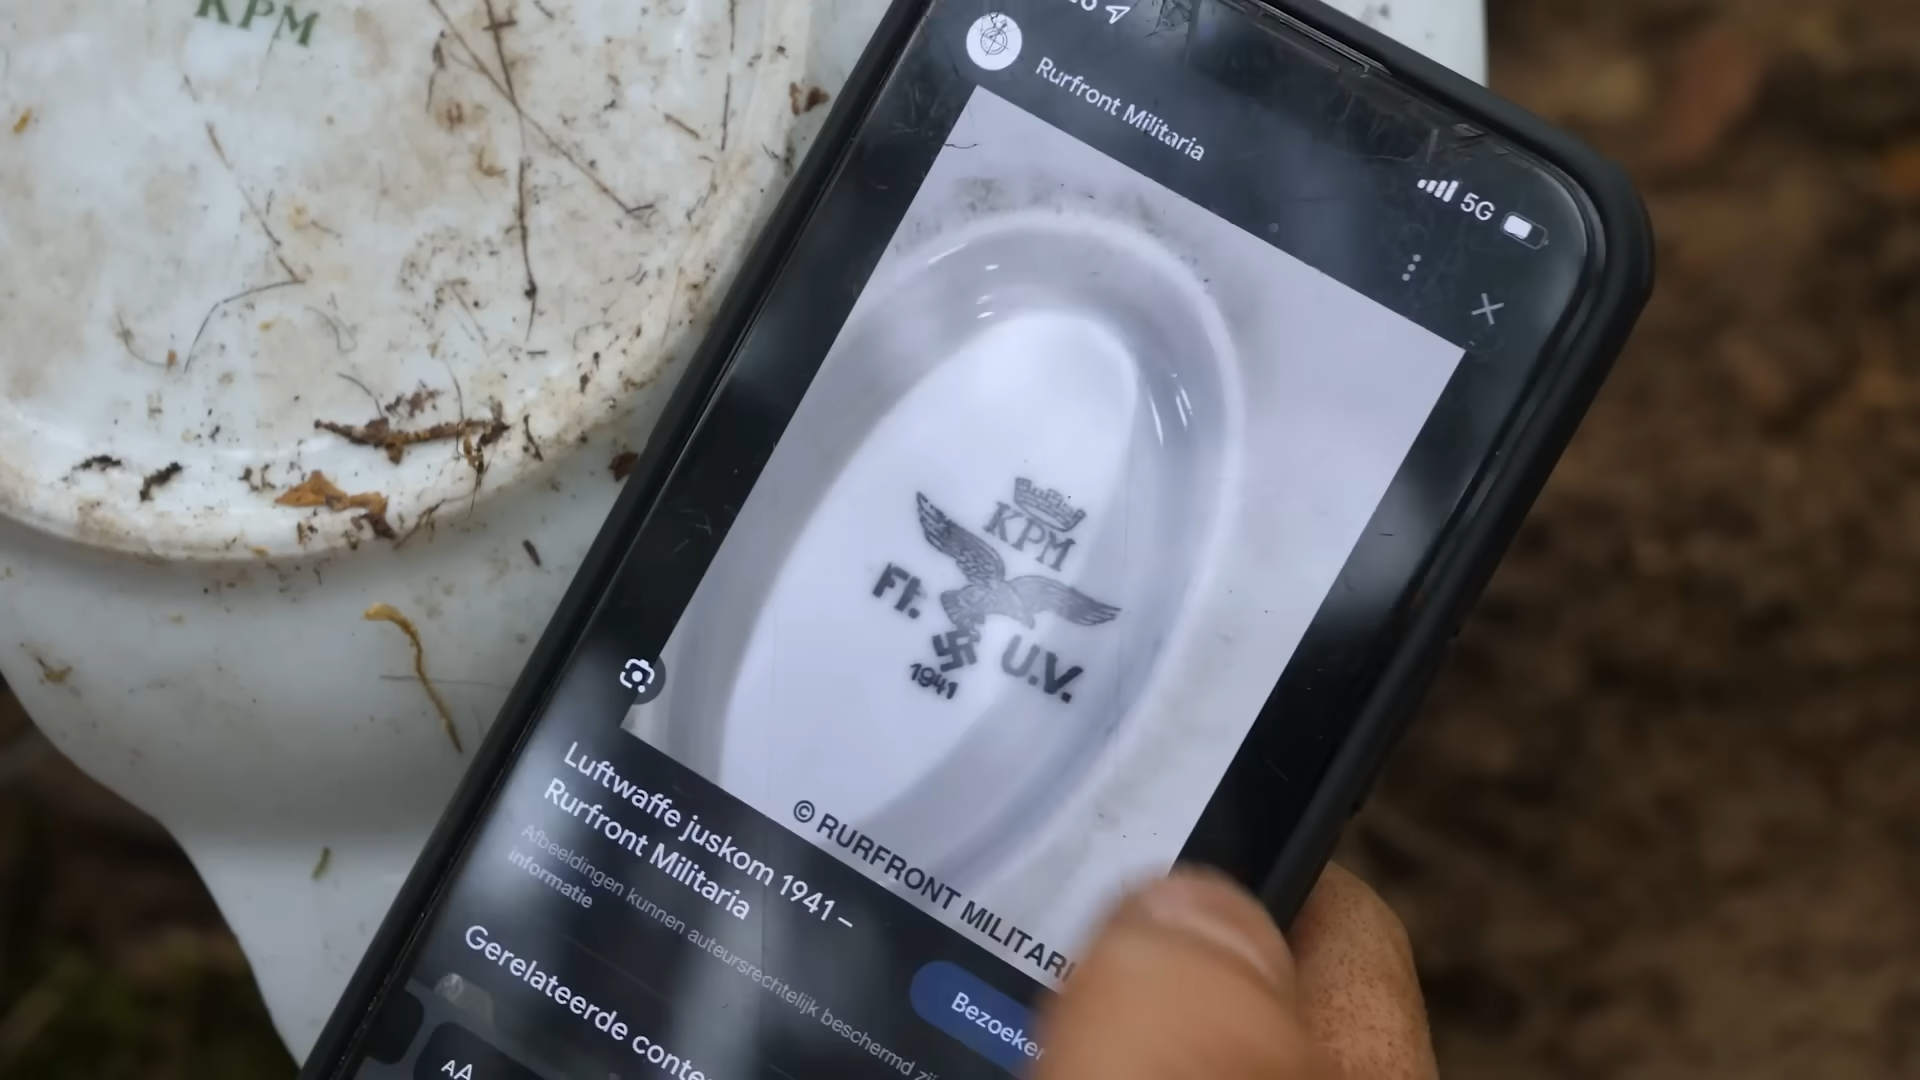 KPM
Rurfront Militaria
5G
KPM
Fl. U.V.
1941
© RURFRONT MILITARI
Luftwaffe juskom 1941 –
Rurfront Militaria
Afbeeldingen kunnen auteursrechtelijk beschermd
informatie
Bezoeken
Gerelateerde conte
AA